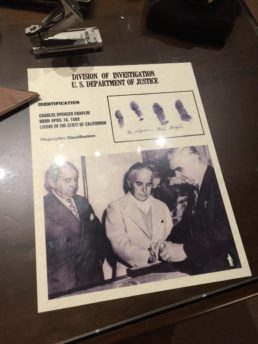 DIVISION OF INVESTIGATION
U. S. DEPARTMENT OF JUSTICE
IDENTIFICATION
CHARLES SPENCER CHAPLIN
BORN APRIL 16, 1889
LIVING IN THE STATE OF CALIFORNIA
Classification